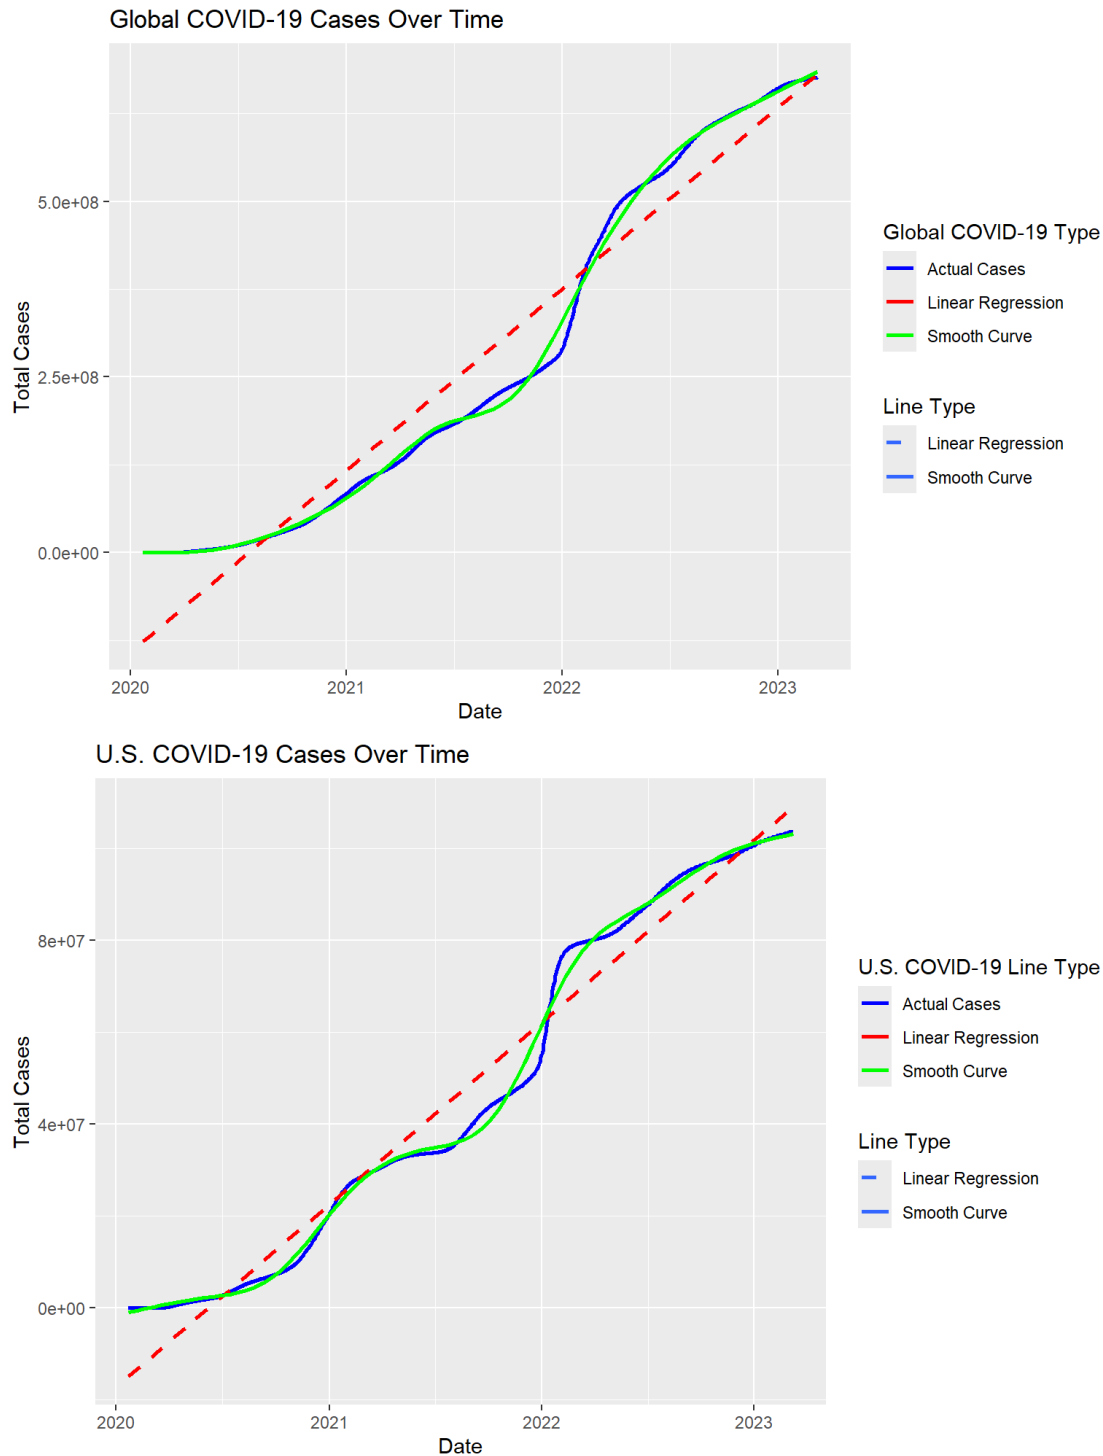 Global COVID-19 Cases Over Time
Total Cases
5.0e+08
2.5e+08
0.0e+00
2020 2021 2022 2023
Date
Global COVID-19 Type
Actual Cases
Linear Regression
Smooth Curve
Line Type
Linear Regression
Smooth Curve
U.S. COVID-19 Cases Over Time
Total Cases
8e+07
4e+07
0e+00
2020 2021 2022 2023
Date
U.S. COVID-19 Line Type
Actual Cases
Linear Regression
Smooth Curve
Line Type
Linear Regression
Smooth Curve